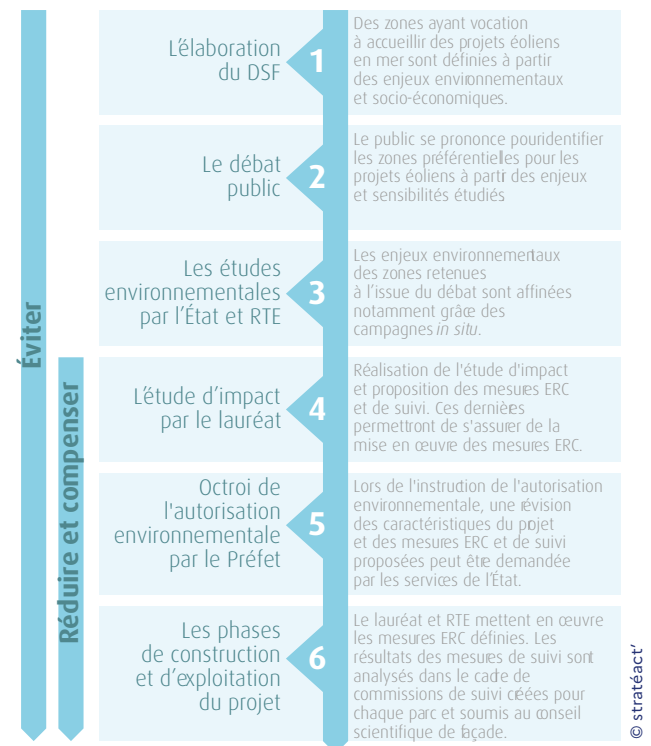 Éviter
Réduire et compenser
L'élaboration
du DSF
1
Des zones ayant vocation
à accueillir des projets éoliens
en mer sont définies à partir
des enjeux environnementaux
et socio-économiques.
Le débat
public
2
Le public se prononce pouridentifier
les zones préférentielles pour les
projets éoliens à partir des enjeux
et sensibilités étudiés
Les études
environnementales
par l'État et RTE
3
Les enjeux environnementaux
des zones retenues
à l'issue du débat sont affinées
notamment grâce des
campagnes in situ.
L'étude d'impact
par le lauréat
4
Réalisation de l'étude d'impact
et proposition des mesures ERC
et de suivi. Ces dernières
permettront de s'assurer de la
mise en œuvre des mesures ERC.
Octroi de
l'autorisation
environnementale
par le Préfet
5
Lors de l'instruction de l'autorisation
environnementale, une révision
des caractéristiques du projet
et des mesures ERC et de suivi
proposées peut être demandée
par les services de l'État.
Les phases
de construction
et d'exploitation
du projet
6
Le lauréat et RTE mettent en œuvre
les mesures ERC définies. Les
résultats des mesures de suivi sont
analysés dans le cadre de
commissions de suivi créées pour
chaque parc et soumis au conseil
scientifique de façade.
© stratéact'